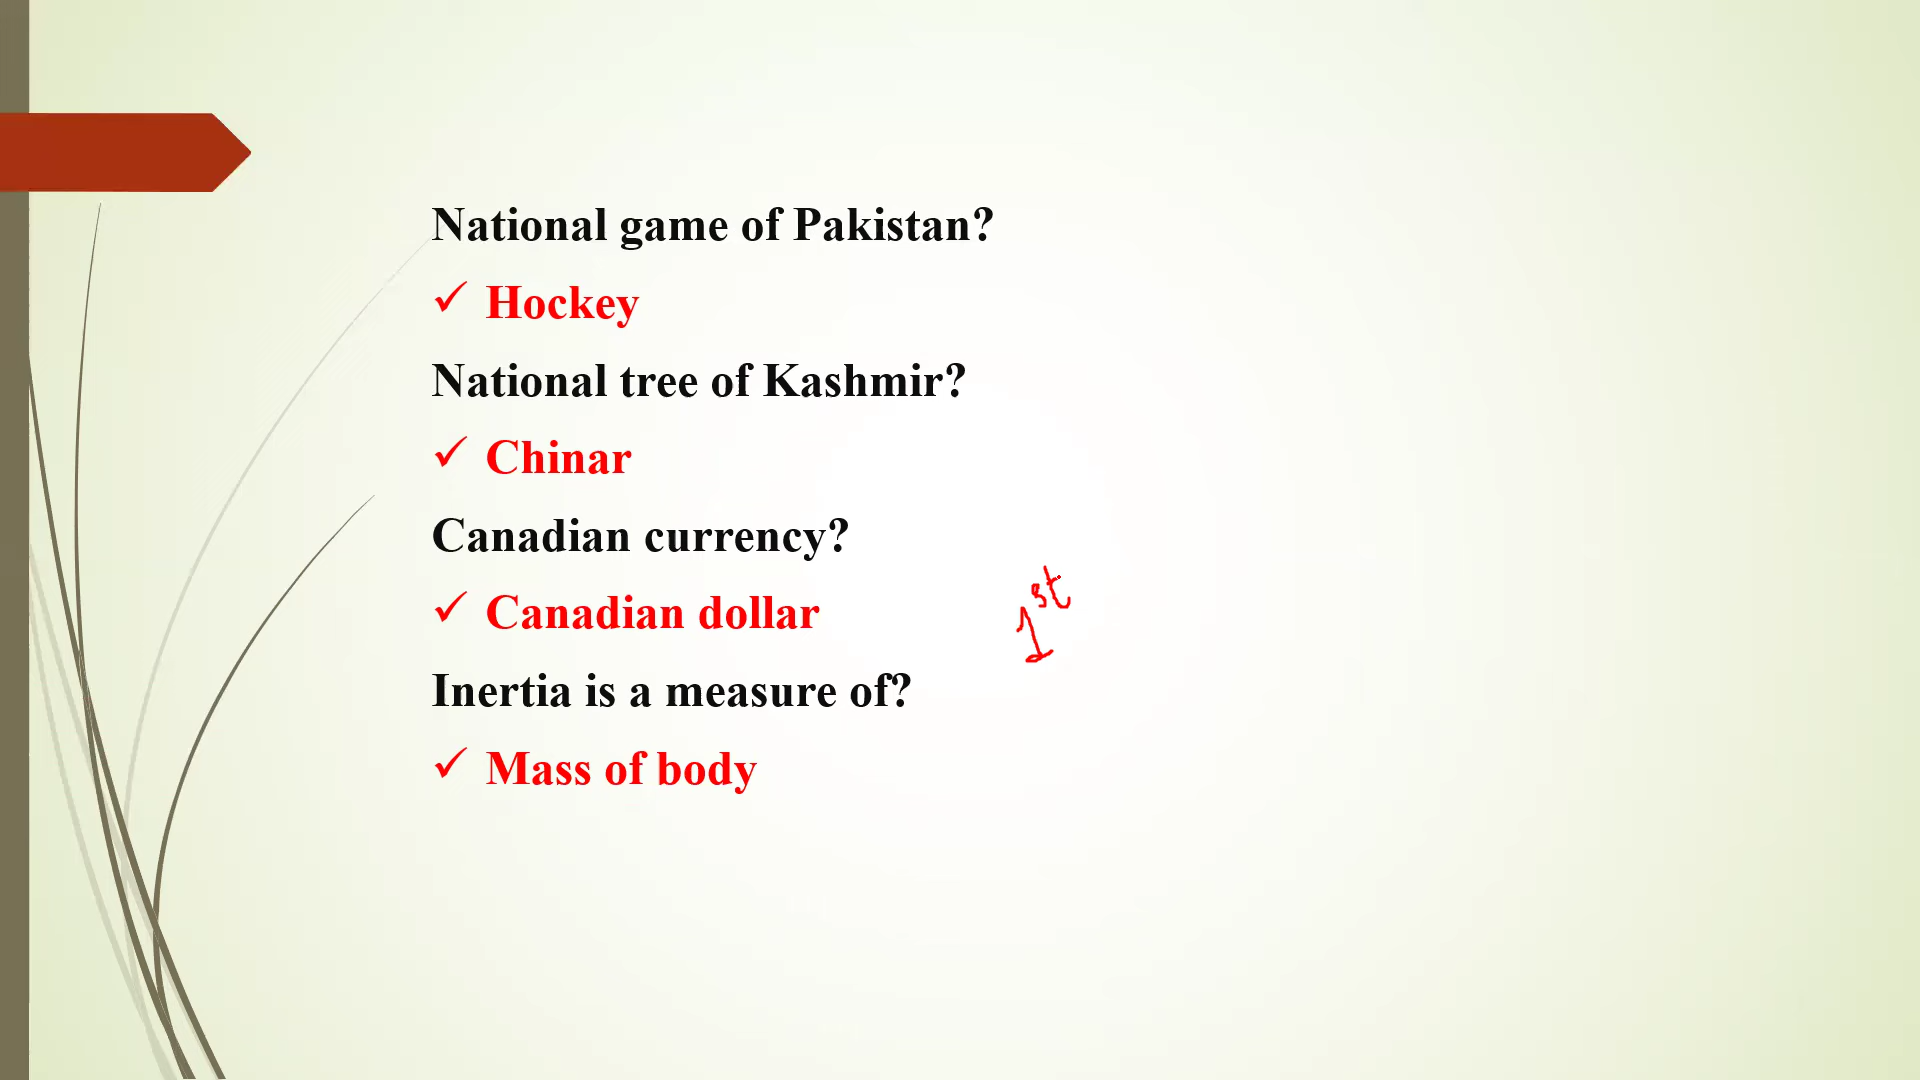 National game of Pakistan?
✓ Hockey
National tree of Kashmir?
✓ Chinar
Canadian currency?
✓ Canadian dollar
1st
Inertia is a measure of?
✓ Mass of body